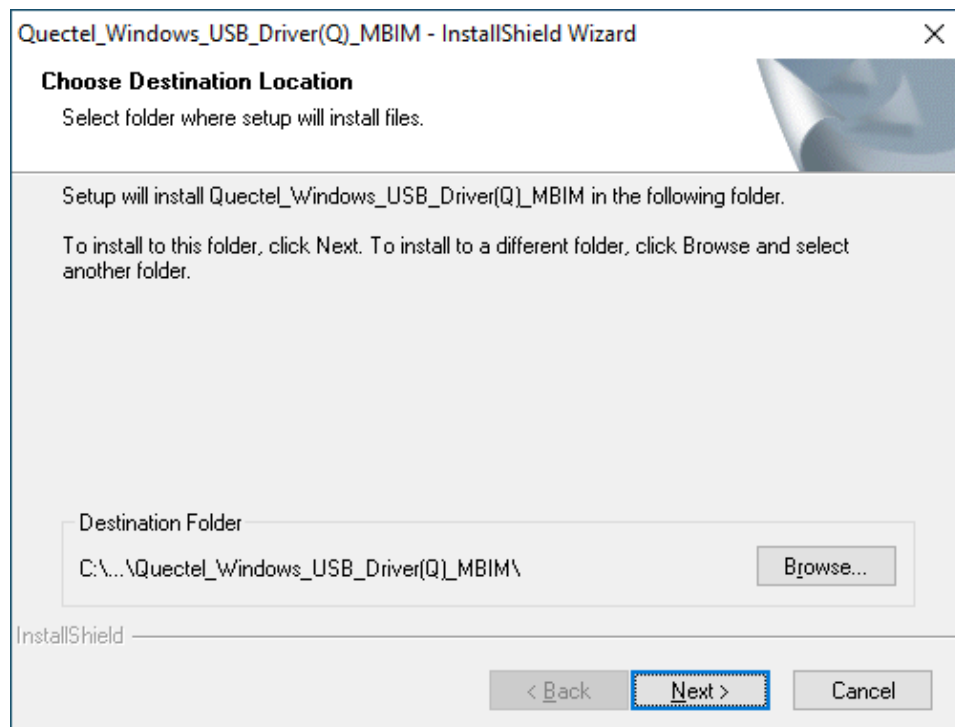 Quectel_Windows_USB_Driver(Q)_MBIM - InstallShield Wizard
Choose Destination Location
Select folder where setup will install files.
Setup will install Quectel_Windows_USB_Driver(Q)_MBIM in the following folder.
To install to this folder, click Next. To install to a different folder, click Browse and select
another folder.
Destination Folder
C:\...\Quectel_Windows_USB_Driver(Q)_MBIM\
Browse...
InstallShield
< Back
Next >
Cancel